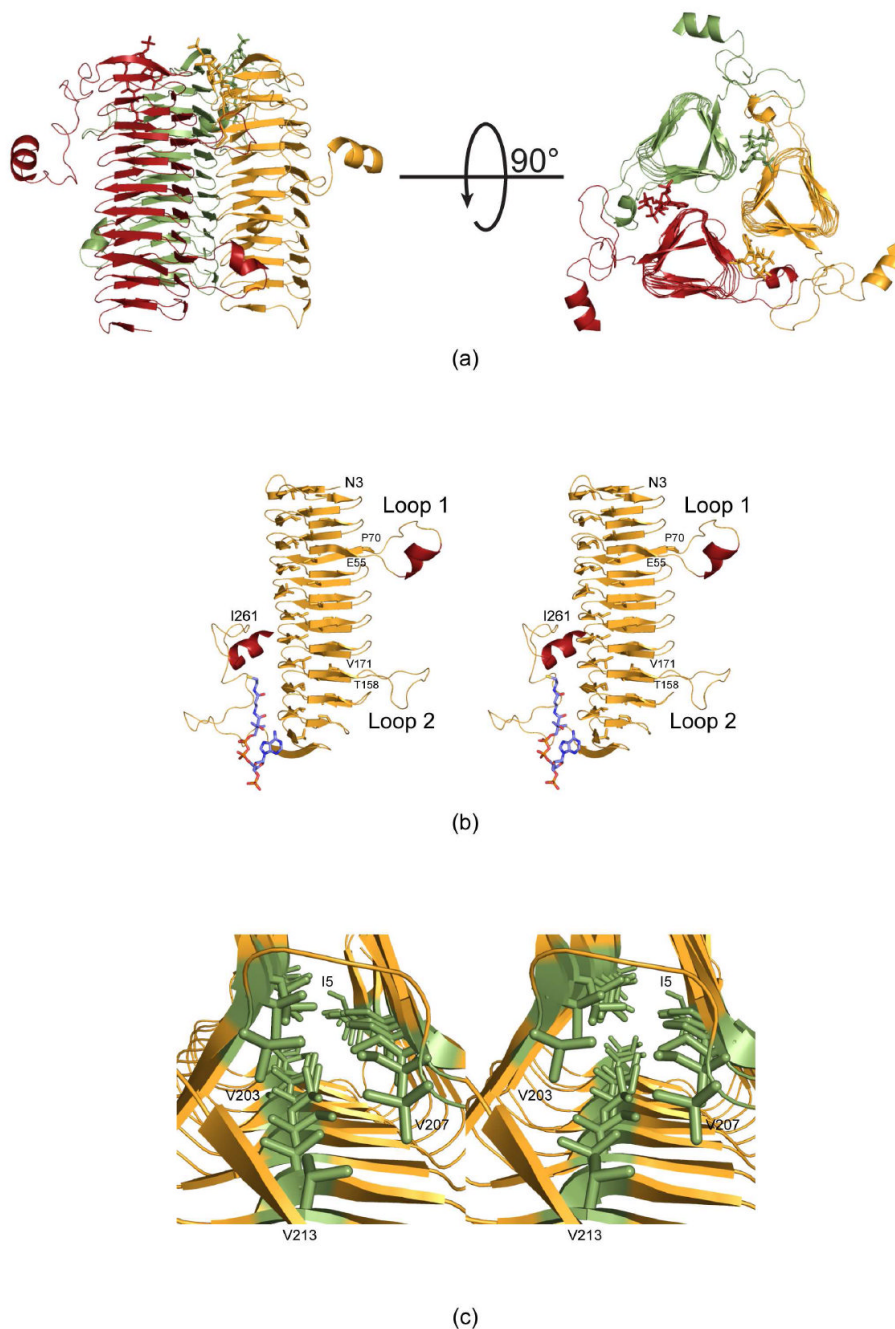 90°
(a)
N3 N3
Loop 1 Loop 1
P70 P70
E55 E55
I261 I261
V171 V171
T158 T158
Loop 2 Loop 2
(b)
I5 I5
V203 V203
V207 V207
V213 V213
(c)